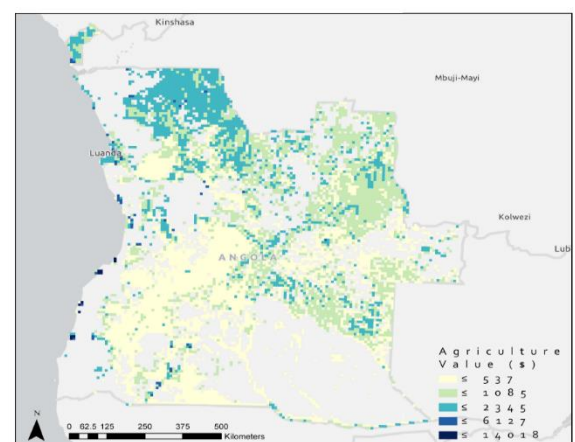 Kinshasa
Mbuji-Mayi
Luanda
Kolwezi
Lub
ANGOLA
Agriculture
Value ($)
≤ 537
≤ 1085
≤ 2345
≤ 6127
≤ 14018
N
0 62.5 125 250 375 500
Kilometers